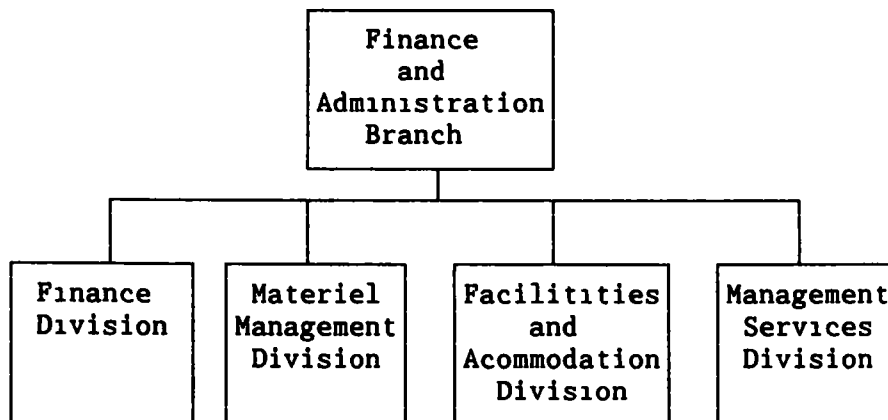 Finance
and
Administration
Branch
Finance
Division
Materiel
Management
Division
Facilitities
and
Acommodation
Division
Management
Services
Division